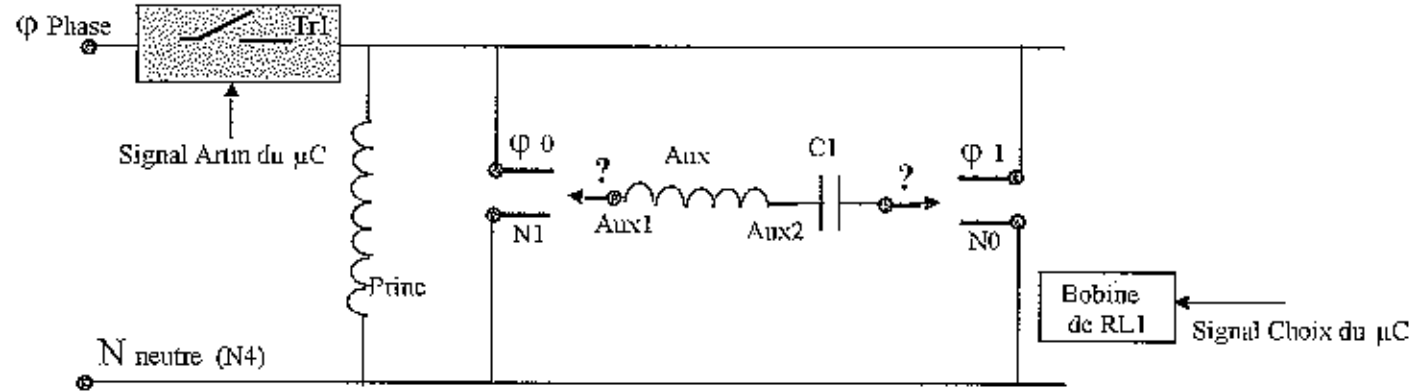 φ Phase
Tr1
Signal Arim du μC
φ 0
?
Aux
C1
?
φ 1
N1
Aux1
Aux2
N0
Princ
Bobine
de RL1
Signal Choix du μC
N neutre (N4)